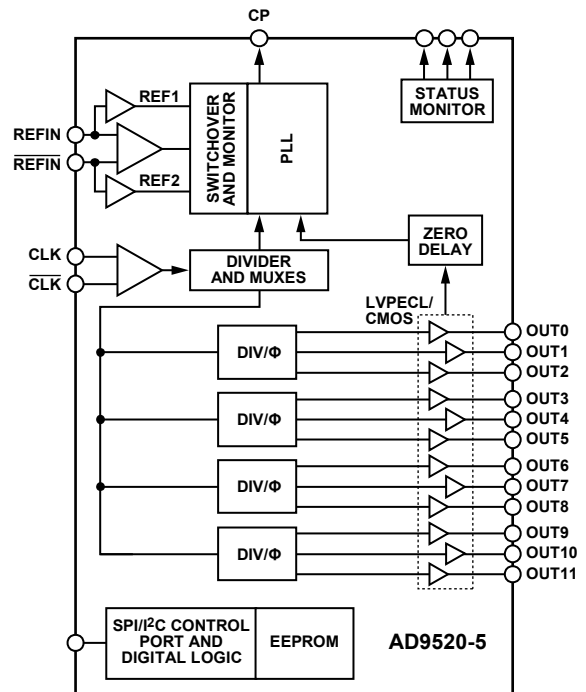 CP
REF1
REF2
REFIN
REFIN
SWITCHOVER
AND MONITOR
PLL
STATUS
MONITOR
CLK
CLK
DIVIDER
AND MUXES
ZERO
DELAY
LVPECL/
CMOS
DIV/Φ
DIV/Φ
DIV/Φ
DIV/Φ
OUT0
OUT1
OUT2
OUT3
OUT4
OUT5
OUT6
OUT7
OUT8
OUT9
OUT10
OUT11
SPI/I²C CONTROL
PORT AND
DIGITAL LOGIC
EEPROM
AD9520-5